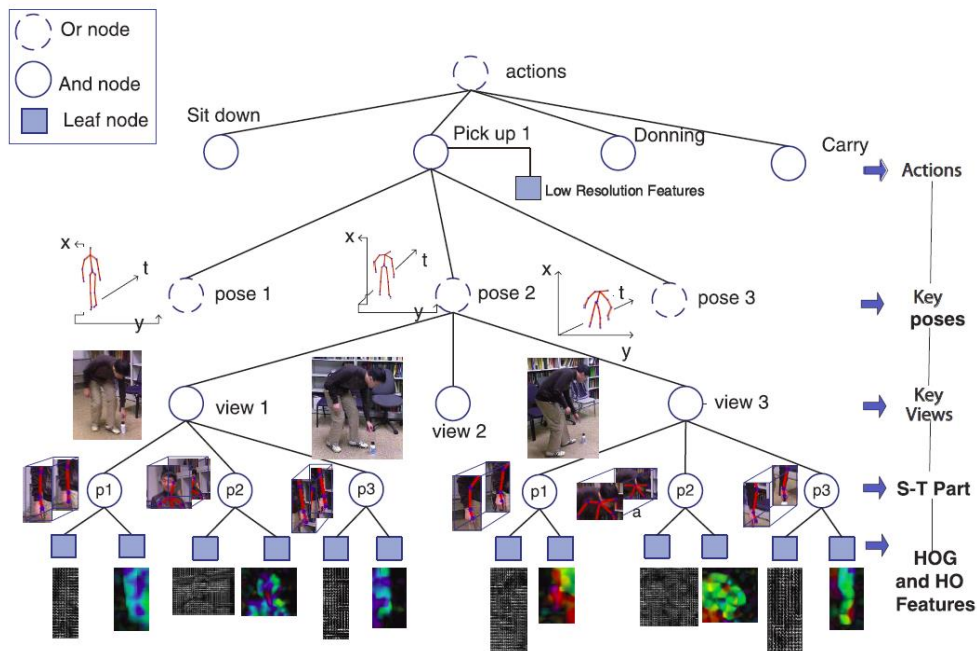 Or node
And node
Leaf node
actions
Sit down
Pick up 1
Donning
Carry
Low Resolution Features
Actions
x
t
y
pose 1
x
t
y
pose 2
x
t
y
pose 3
Key
poses
view 1
view 2
view 3
Key
Views
p1
p2
p3
p1
a
p2
p3
S-T Part
HOG
and HO
Features